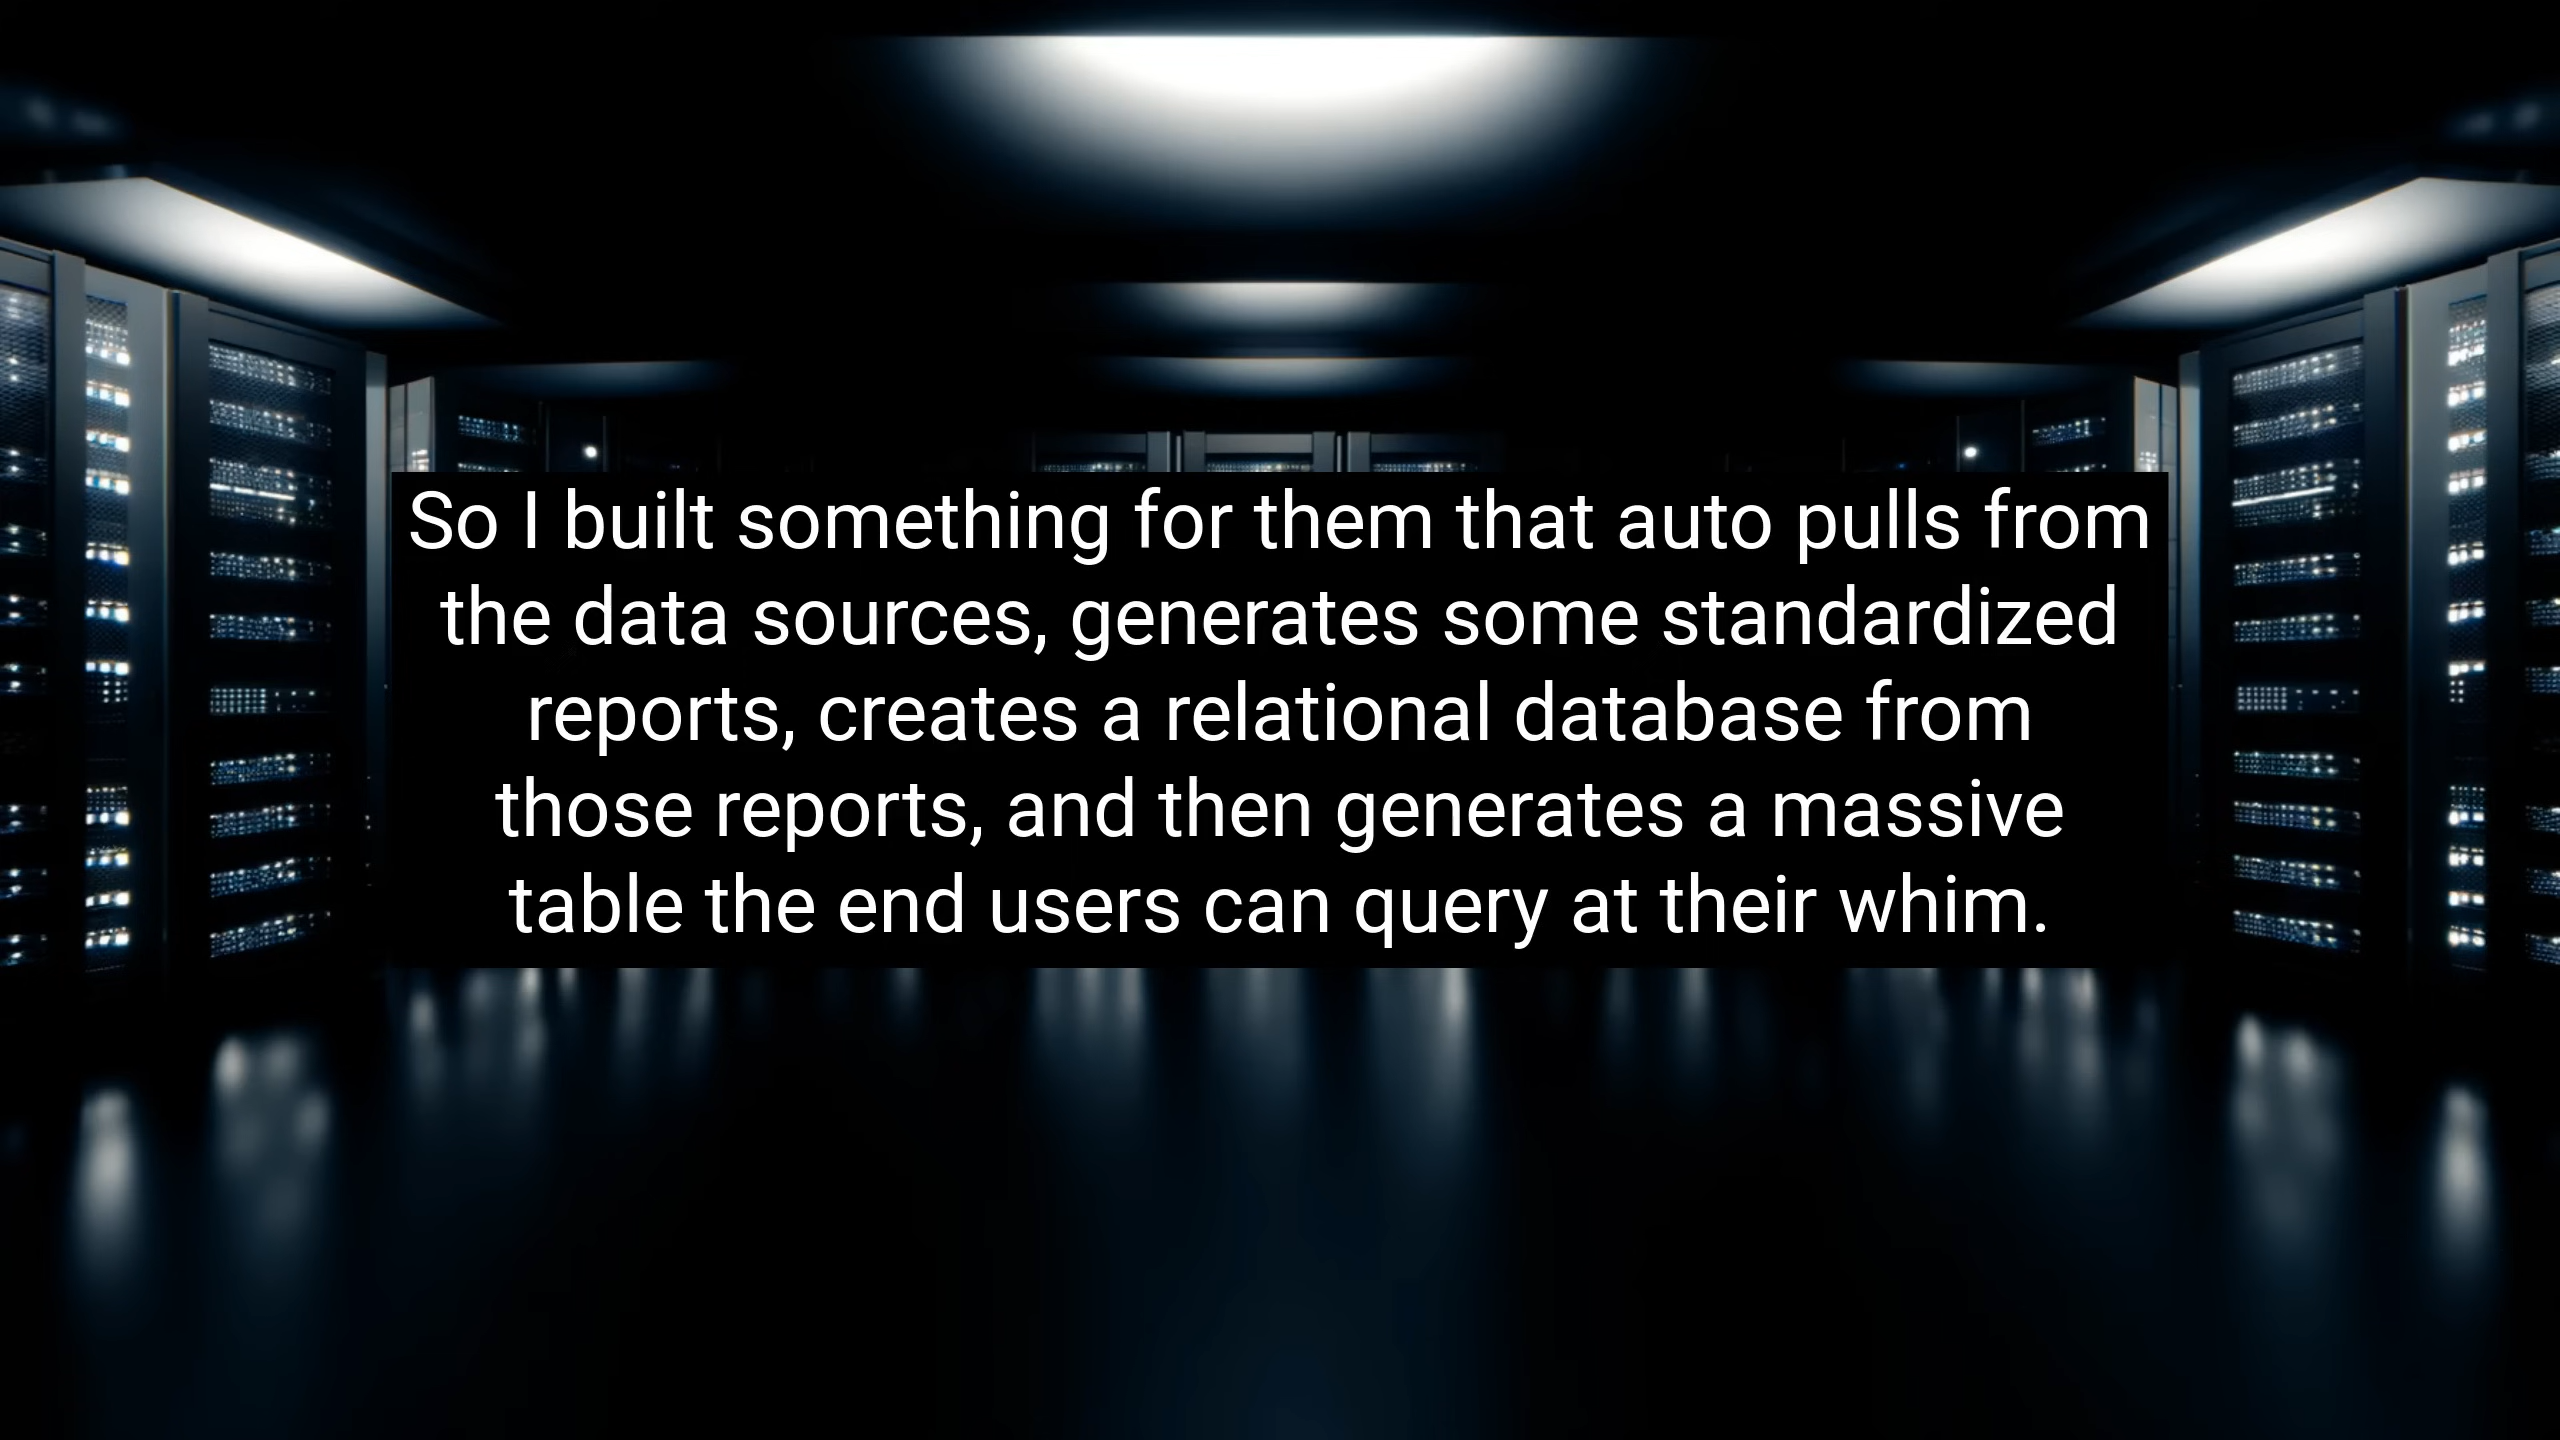 So I built something for them that auto pulls from
the data sources, generates some standardized
reports, creates a relational database from
those reports, and then generates a massive
table the end users can query at their whim.